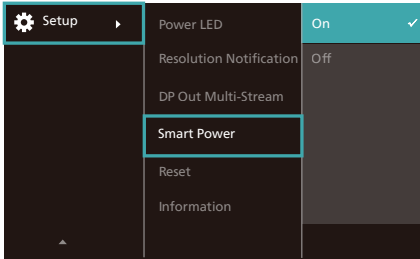 Setup
Power LED
Resolution Notification
DP Out Multi-Stream
Smart Power
Reset
Information
On
Off